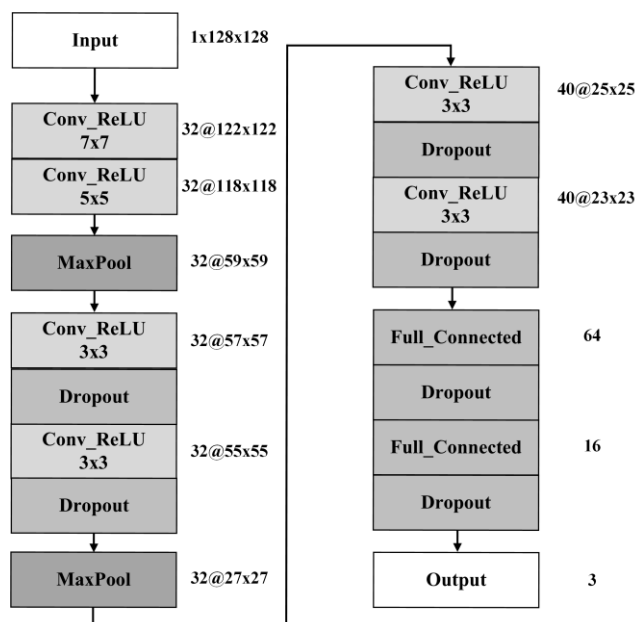 Input 1x128x128
Conv_ReLU
7x7
32@122x122
Conv_ReLU
5x5
32@118x118
MaxPool 32@59x59
Conv_ReLU
3x3
32@57x57
Dropout
Conv_ReLU
3x3
32@55x55
Dropout
MaxPool 32@27x27
Conv_ReLU
3x3
40@25x25
Dropout
Conv_ReLU
3x3
40@23x23
Dropout
Full_Connected 64
Dropout
Full_Connected 16
Dropout
Output 3